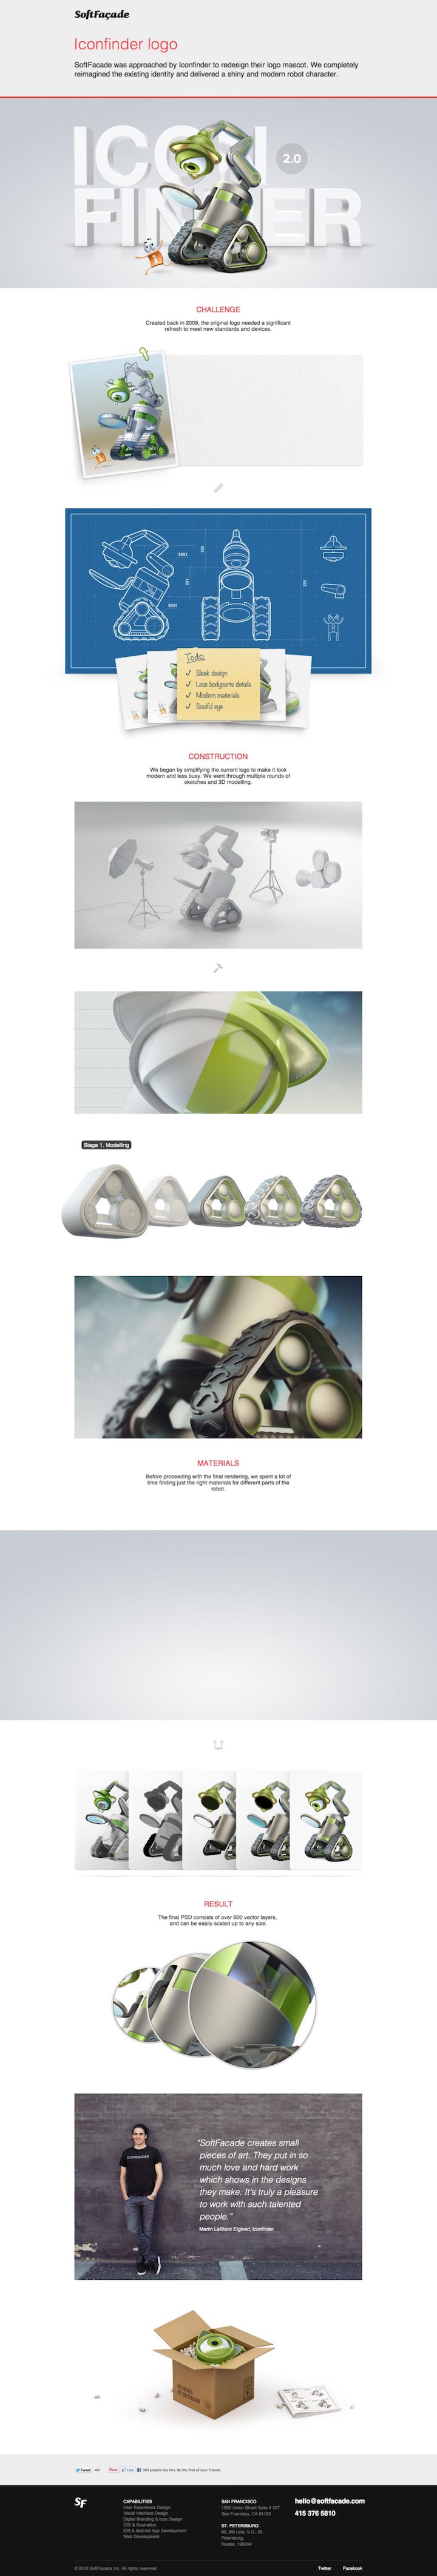 SoftFaçade
Iconfinder logo
SoftFacade was approached by Iconfinder to redesign their logo mascot. We completely
reimagined the existing identity and delivered a shiny and modern robot character.
ICON
FINDER
2.0
CHALLENGE
Created back in 2009, the original logo needed a significant
refresh to meet new standards and devices.
Todo
✓ Sleek design
✓ Less bodyparts details
✓ Modern materials
✓ Soulful eye
CONSTRUCTION
We began by simplifying the current logo to make it look
modern and less busy. We went through multiple rounds of
sketches and 3D modelling.
Stage 1. Modelling
MATERIALS
Before proceeding with the final rendering, we spent a lot of
time finding just the right materials for different parts of the
robot.
RESULT
The final PSD consists of over 600 vector layers,
and can be easily scaled up to any size.
ICONFINDER
“SoftFacade creates small
pieces of art. They put in so
much love and hard work
which shows in the designs
they make. It's truly a pleasure
to work with such talented
people.”
Martin LeBlanc Eigtved, Iconfinder
Tweet
Pin it
Like
people like this. Be the first of your friends.
SF
CAPABILITIES
User Experience Design
Visual Interface Design
Digital Branding & Icon Design
CGI & Illustration
iOS & Android App Development
Web Development
SAN FRANCISCO
1592 Union Street Suite # 337
San Francisco, CA 94123
ST. PETERSBURG
80, 9th Line, V.O., St.
Petersburg,
Russia, 199004
hello@softfacade.com
415 376 5810
© 2013 SoftFacade Inc. All rights reserved
Twitter
Facebook